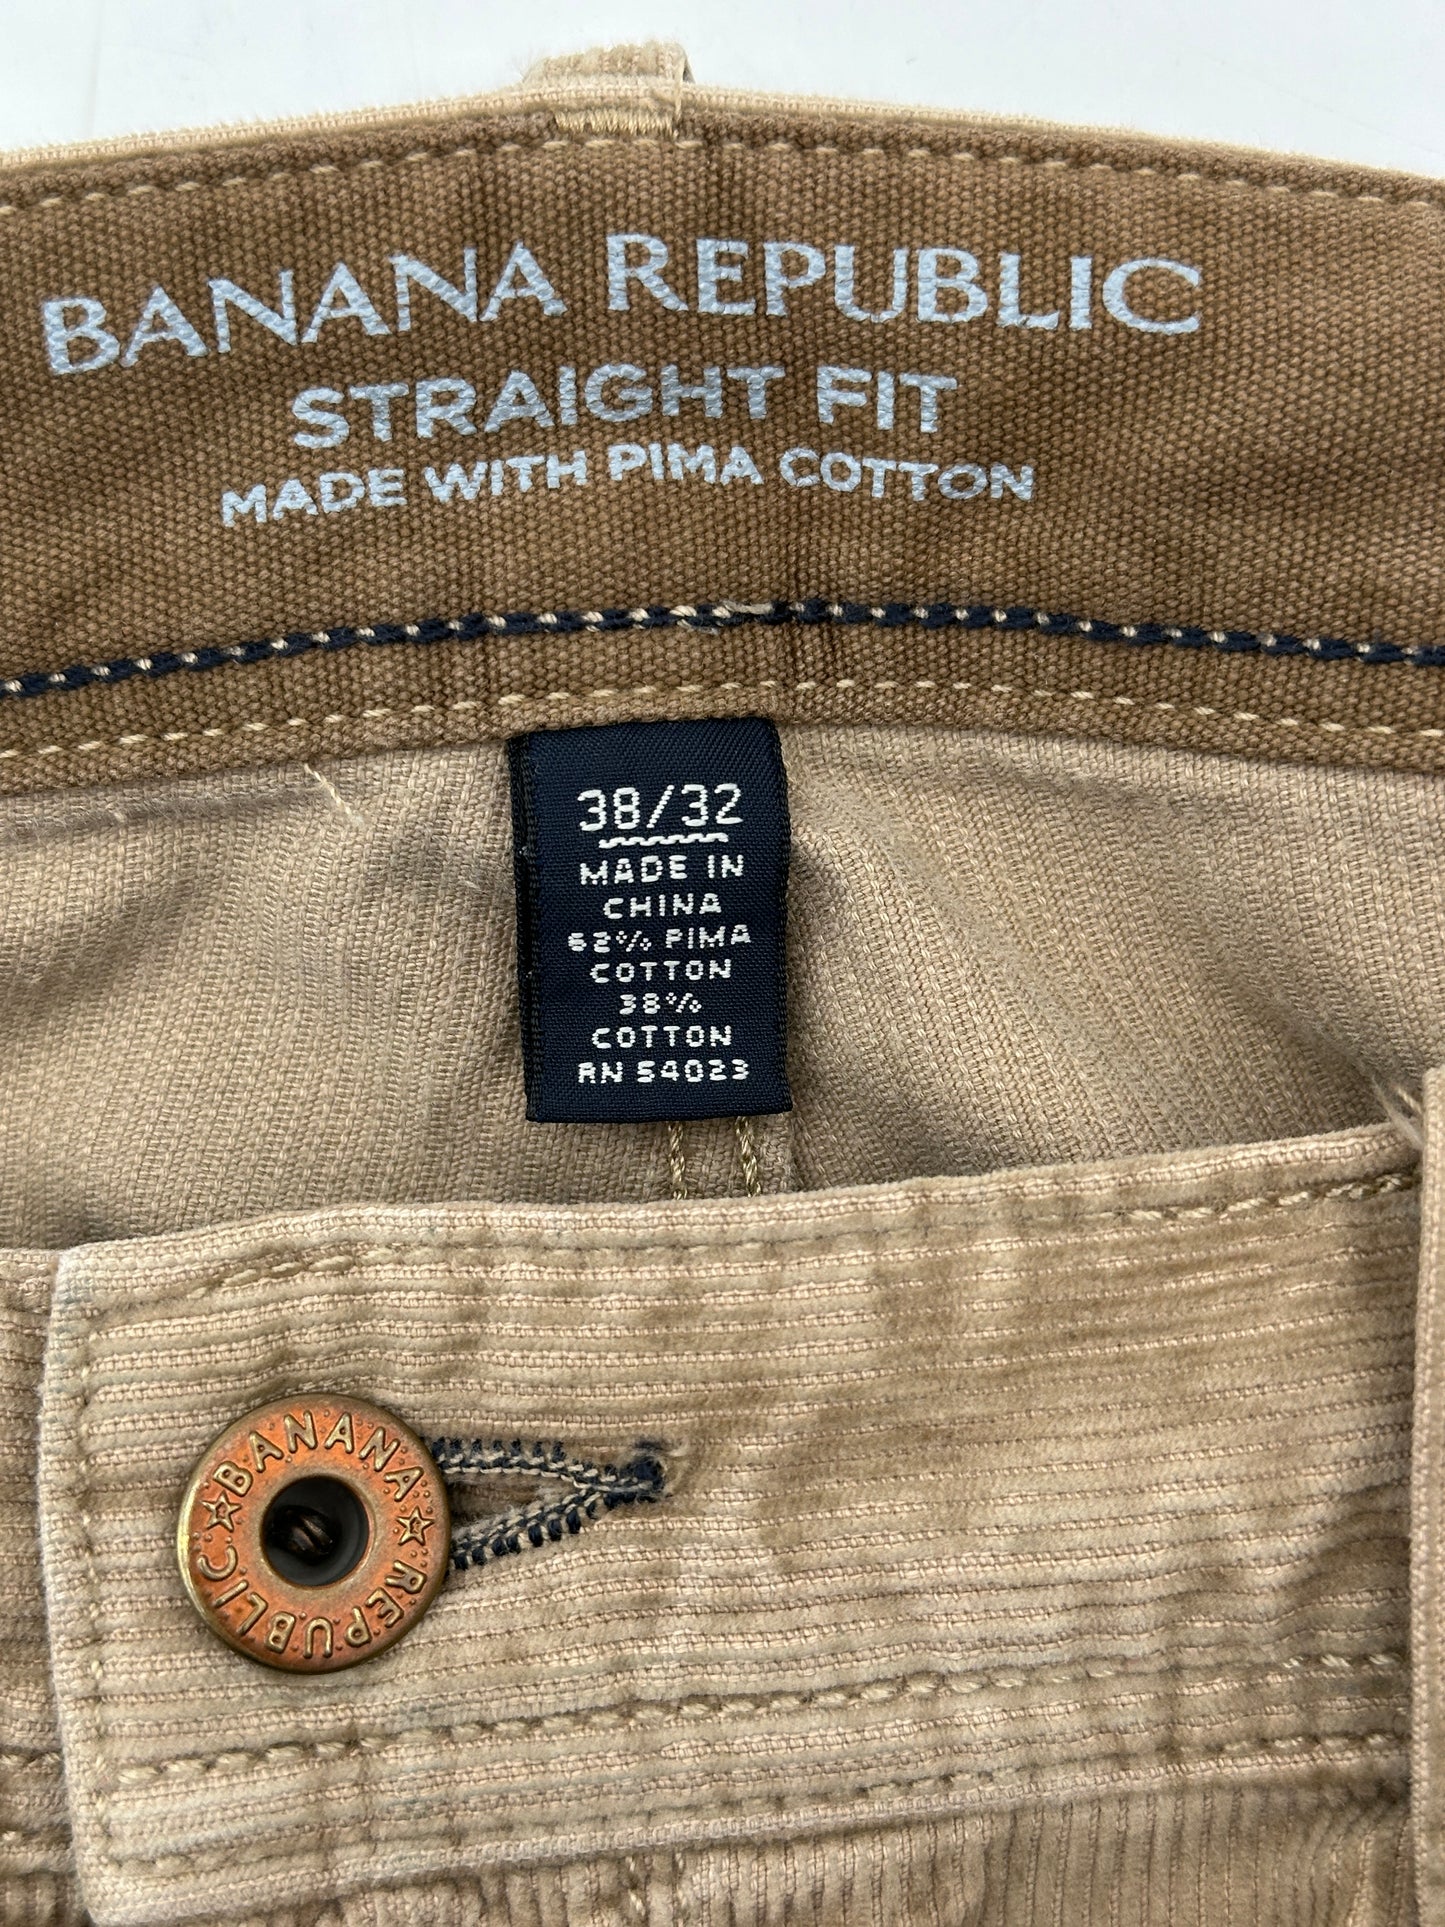 BANANA REPUBLIC
STRAIGHT FIT
MADE WITH PIMA COTTON
38/32
MADE IN
CHINA
62% PIMA
COTTON
38%
COTTON
RN 54023
BANANA
REPUBLIC